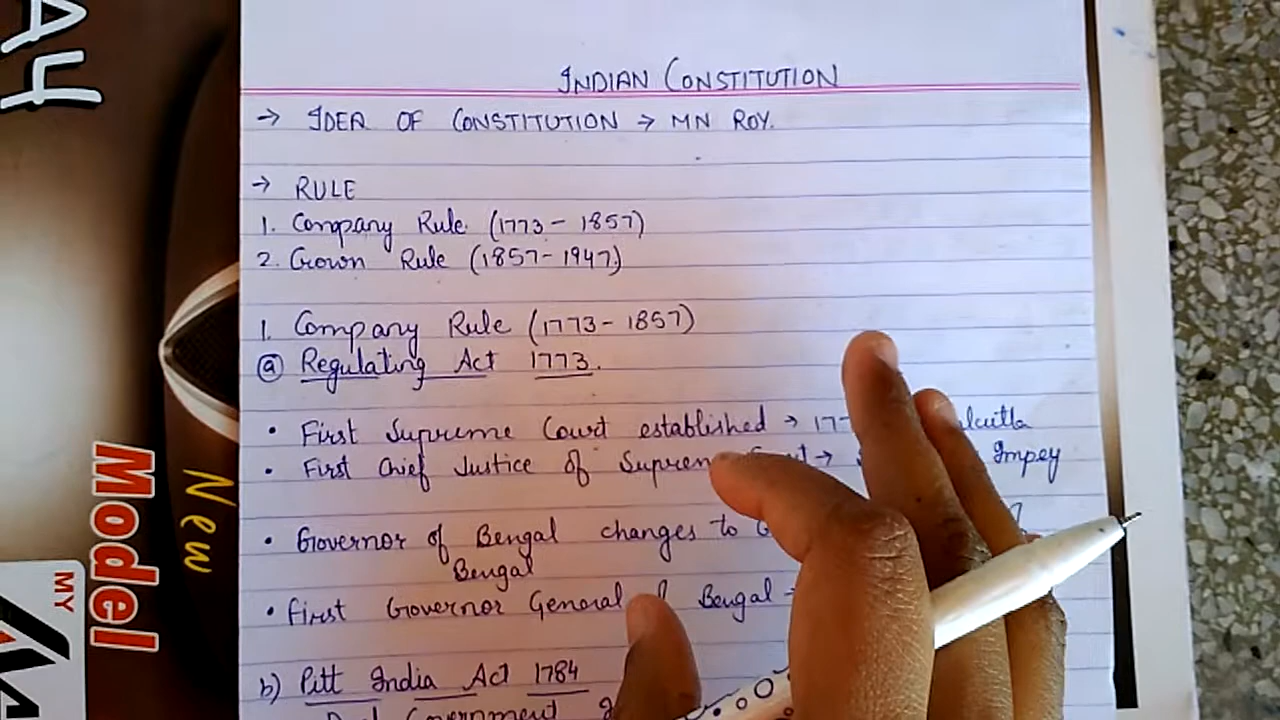 A4
INDIAN CONSTITUTION
→ IDEA OF CONSTITUTION → MN ROY.
→ RULE
1. Company Rule (1773 - 1857)
2. Crown Rule (1857 - 1947)
1. Company Rule (1773 - 1857)
ⓐ Regulating Act 1773.
• First Supreme Court established → 17
• First Chief Justice of Supreme → Impey
• Governor of Bengal changes to
Bengal
• First Governor General Bengal -
b) Pitt India Act 1784
Government
New
Model
MY